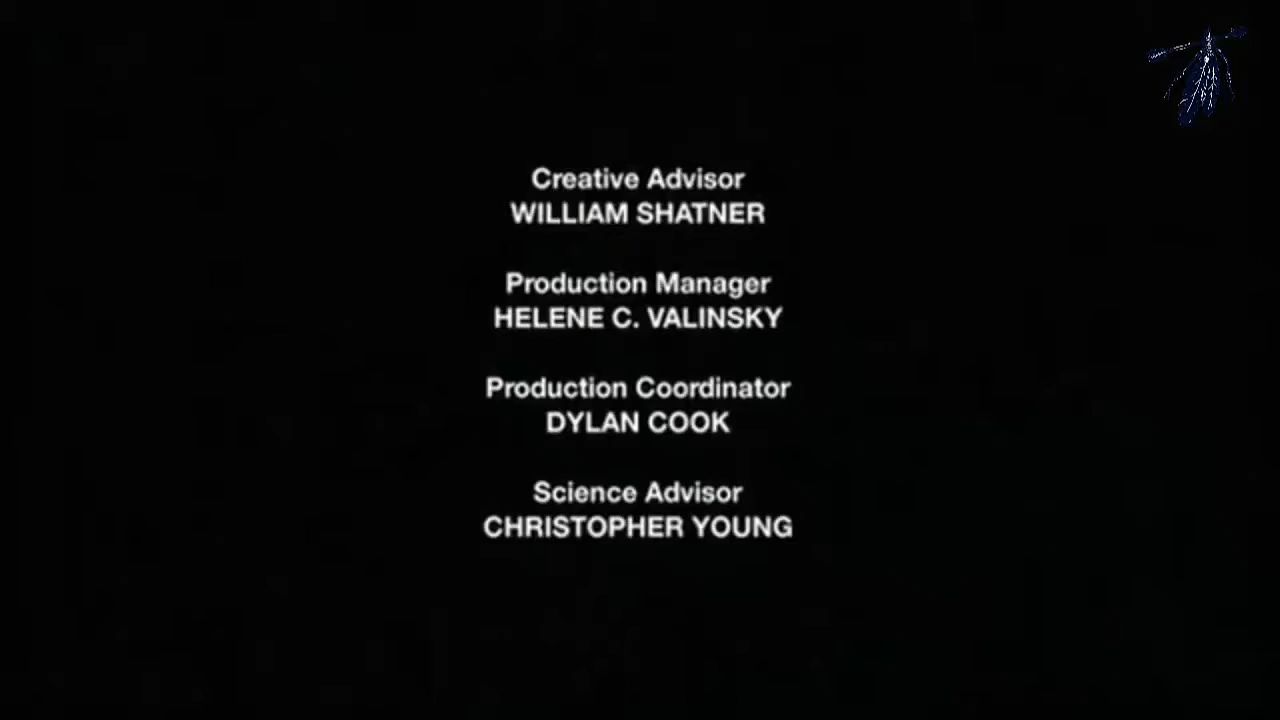 Creative Advisor
WILLIAM SHATNER
Production Manager
HELENE C. VALINSKY
Production Coordinator
DYLAN COOK
Science Advisor
CHRISTOPHER YOUNG